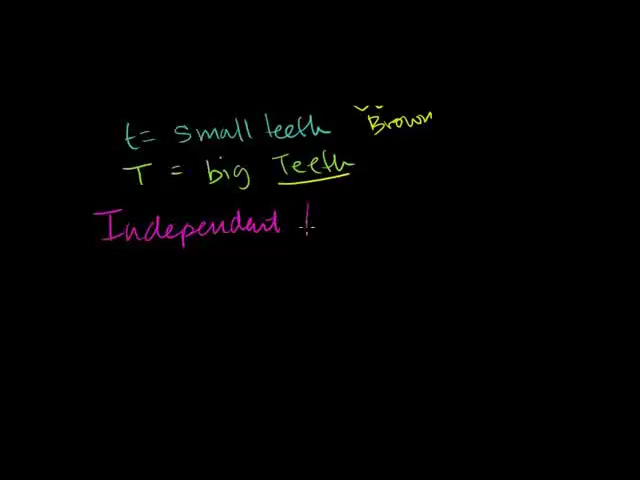 t = small teeth "Brown
T = big Teeth
Independant